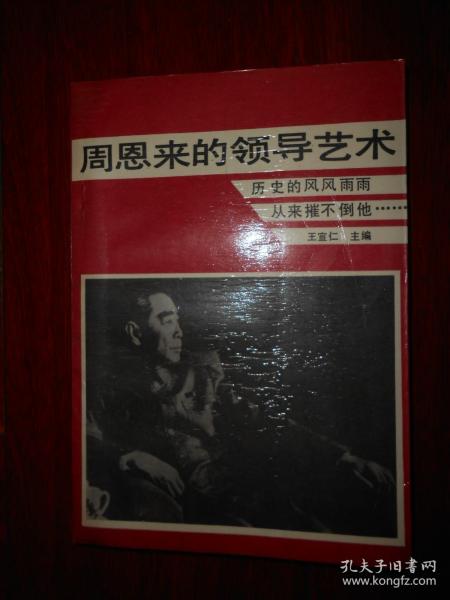 周恩来的领导艺术
历史的风风雨雨
从来摧不倒他……
王宣仁 主编
孔夫子旧书网
www.kongfz.com